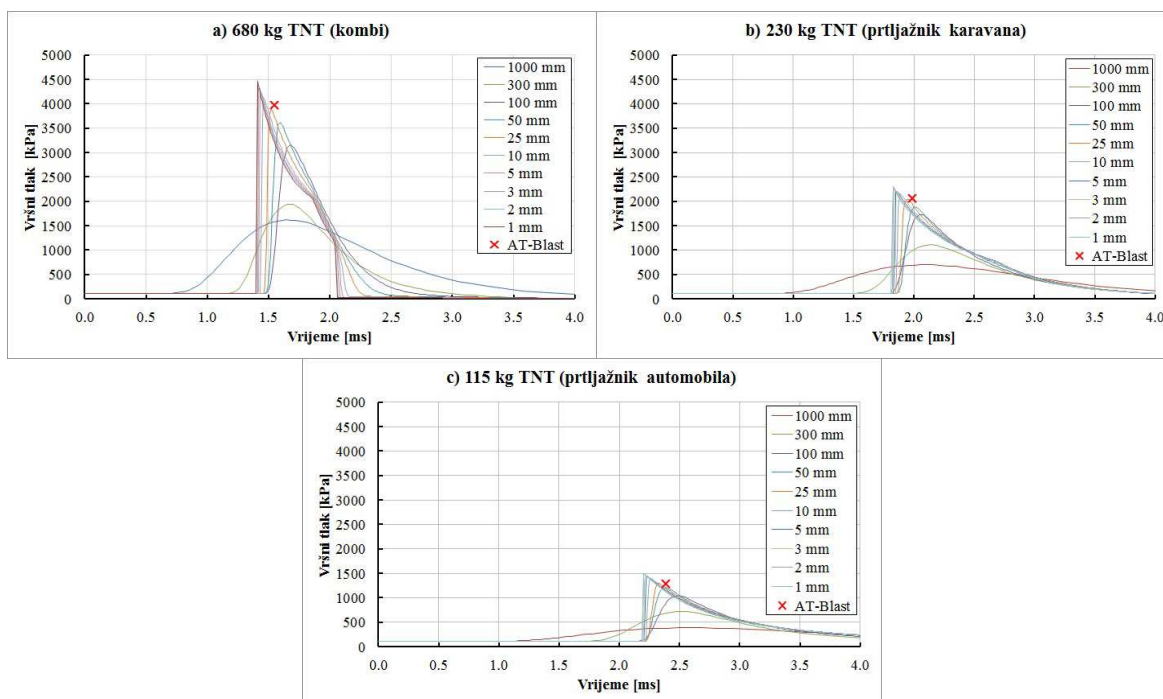 a) 680 kg TNT (kombi)
5000
4500
4000
3500
3000
2500
2000
1500
1000
500
0
Vršni tlak [kPa]
0.0 0.5 1.0 1.5 2.0 2.5 3.0 3.5 4.0
Vrijeme [ms]
1000 mm
300 mm
100 mm
50 mm
25 mm
10 mm
5 mm
3 mm
2 mm
1 mm
AT-Blast
b) 230 kg TNT (prtljažnik karavana)
5000
4500
4000
3500
3000
2500
2000
1500
1000
500
0
Vršni tlak [kPa]
0.0 0.5 1.0 1.5 2.0 2.5 3.0 3.5 4.0
Vrijeme [ms]
1000 mm
300 mm
100 mm
50 mm
25 mm
10 mm
5 mm
3 mm
2 mm
1 mm
AT-Blast
c) 115 kg TNT (prtljažnik automobila)
5000
4500
4000
3500
3000
2500
2000
1500
1000
500
0
Vršni tlak [kPa]
0.0 0.5 1.0 1.5 2.0 2.5 3.0 3.5 4.0
Vrijeme [ms]
1000 mm
300 mm
100 mm
50 mm
25 mm
10 mm
5 mm
3 mm
2 mm
1 mm
AT-Blast